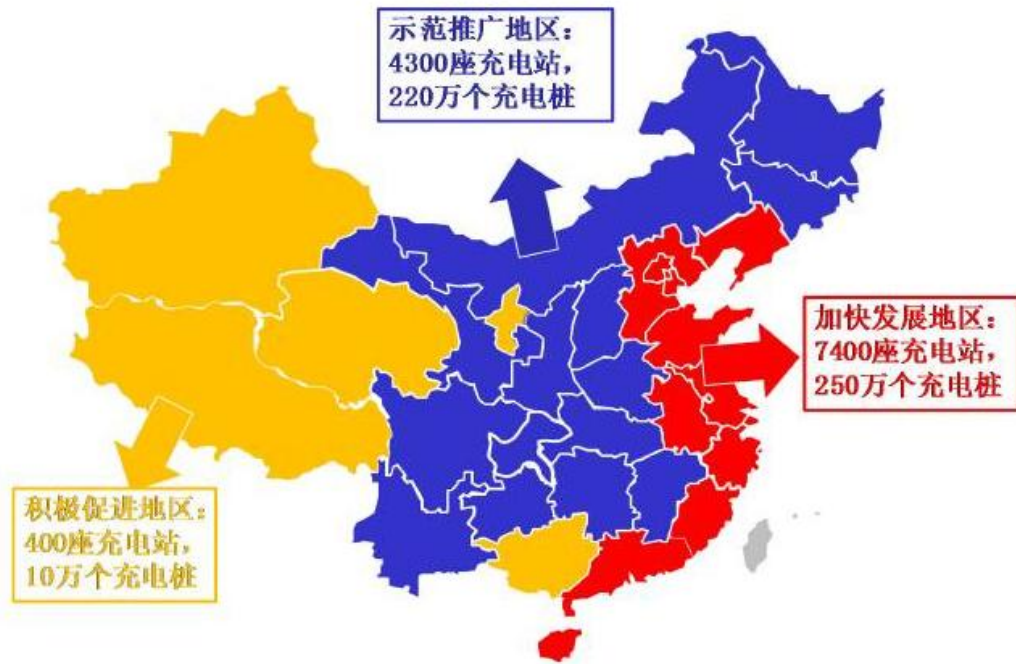 示范推广地区：
4300座充电站，
220万个充电桩
加快发展地区：
7400座充电站，
250万个充电桩
积极促进地区：
400座充电站，
10万个充电桩